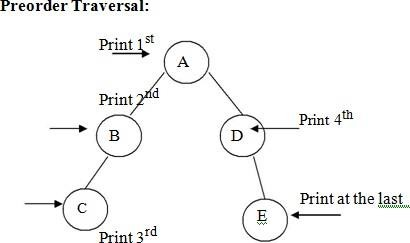 Preorder Traversal:
Print 1st
A
Print 2nd
Print 4th
B
D
Print at the last
C
E
Print 3rd